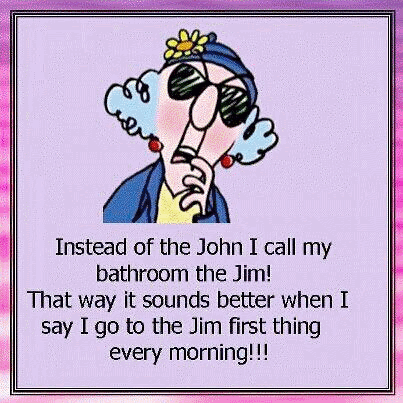 Instead of the John I call my
bathroom the Jim!
That way it sounds better when I
say I go to the Jim first thing
every morning!!!